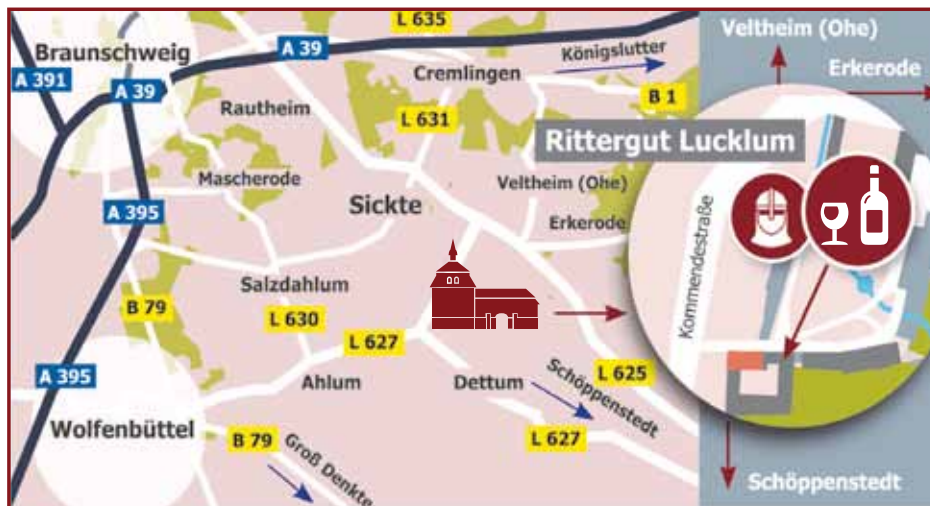 L 635
Veltheim (Ohe)
Braunschweig
A 39
Königslutter
Erkerode
A 391
A 39
Cremlingen
B 1
Rautheim
L 631
Rittergut Lucklum
Mascherode
Veltheim (Ohe)
A 395
Sickte
Erkerode
Kommendestraße
Salzdahlum
B 79
L 630
L 627
A 395
Ahlum
Dettum
Schöppenstedt
L 625
Wolfenbüttel
B 79
Groß Denkte
L 627
Schöppenstedt